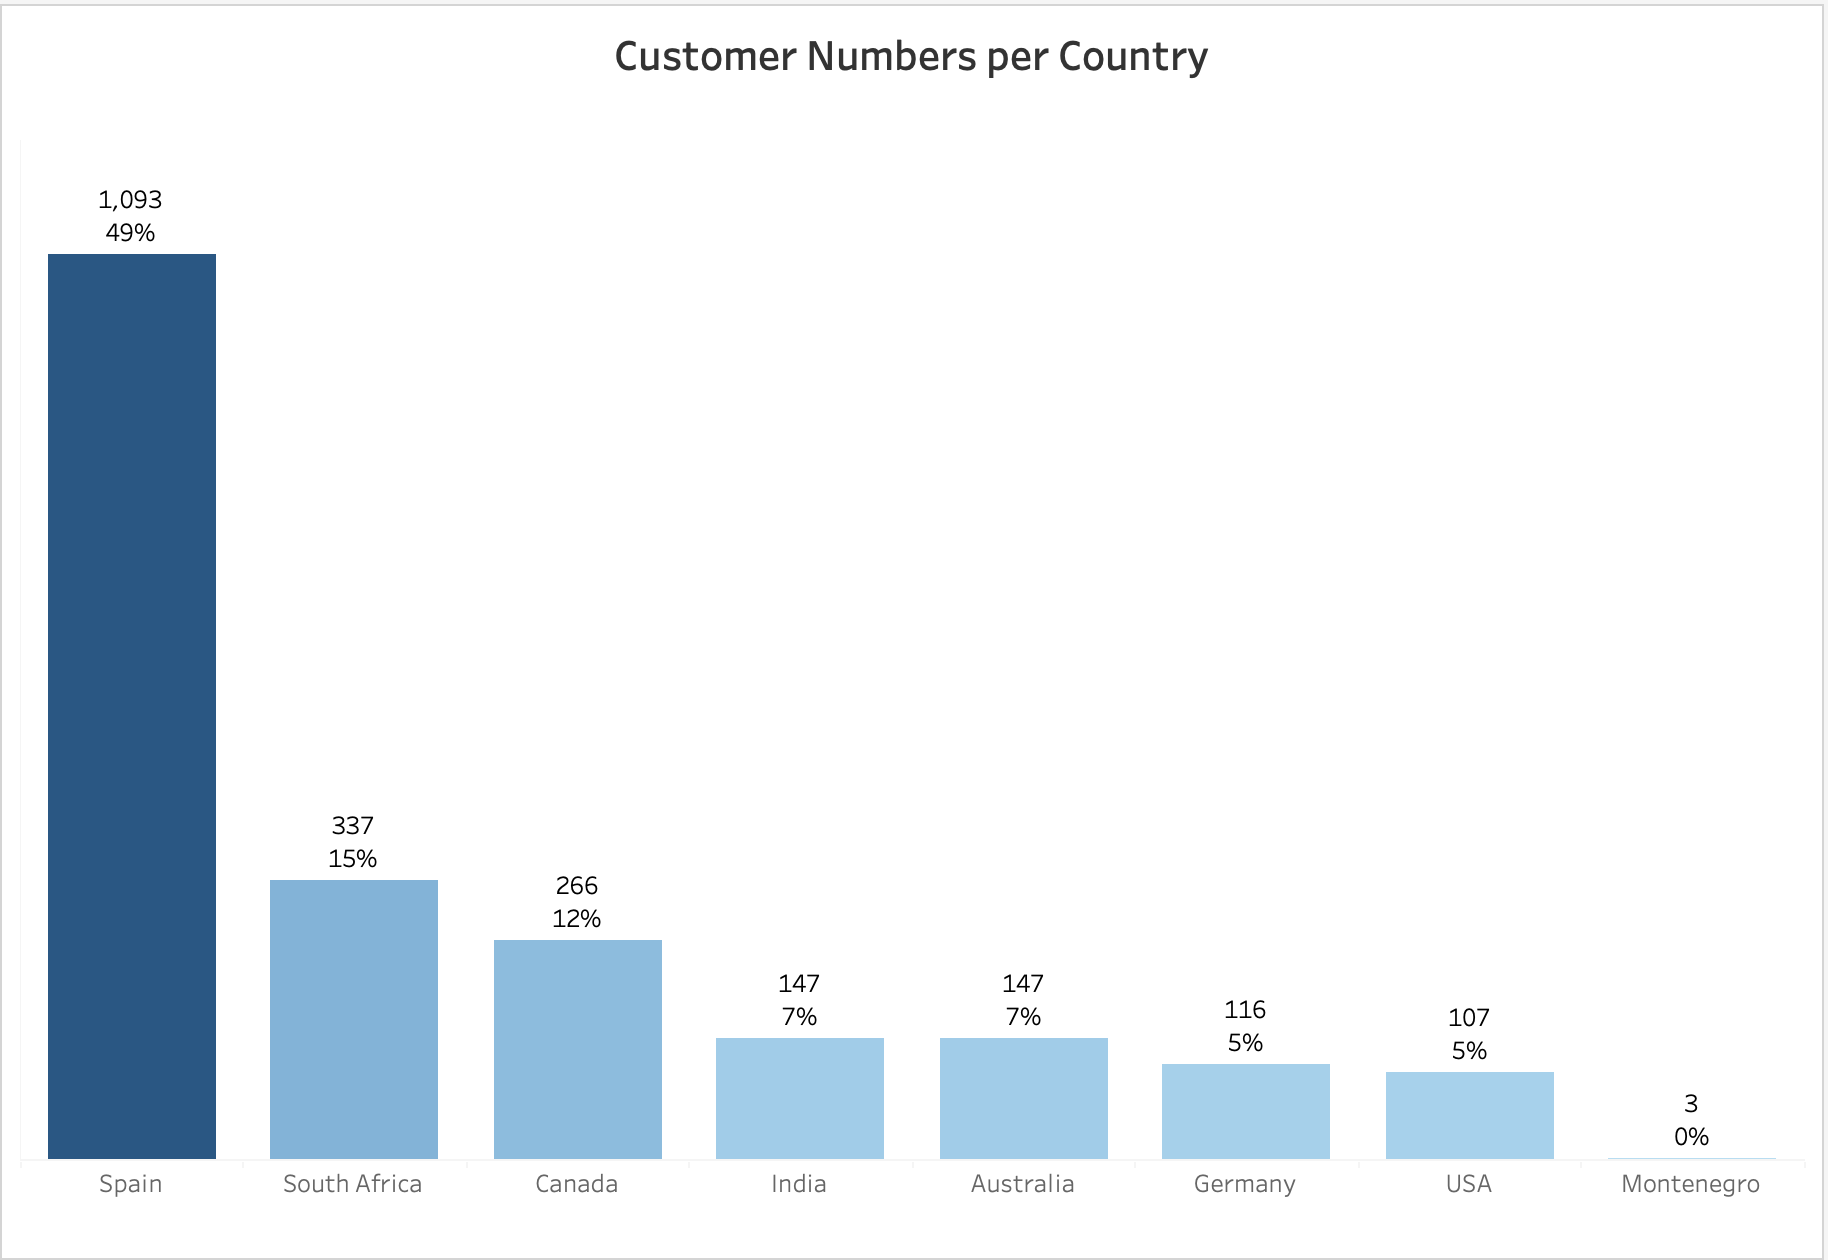 Customer Numbers per Country
1,093
49%
337
15%
266
12%
147
7%
147
7%
116
5%
107
5%
3
0%
Spain
South Africa
Canada
India
Australia
Germany
USA
Montenegro